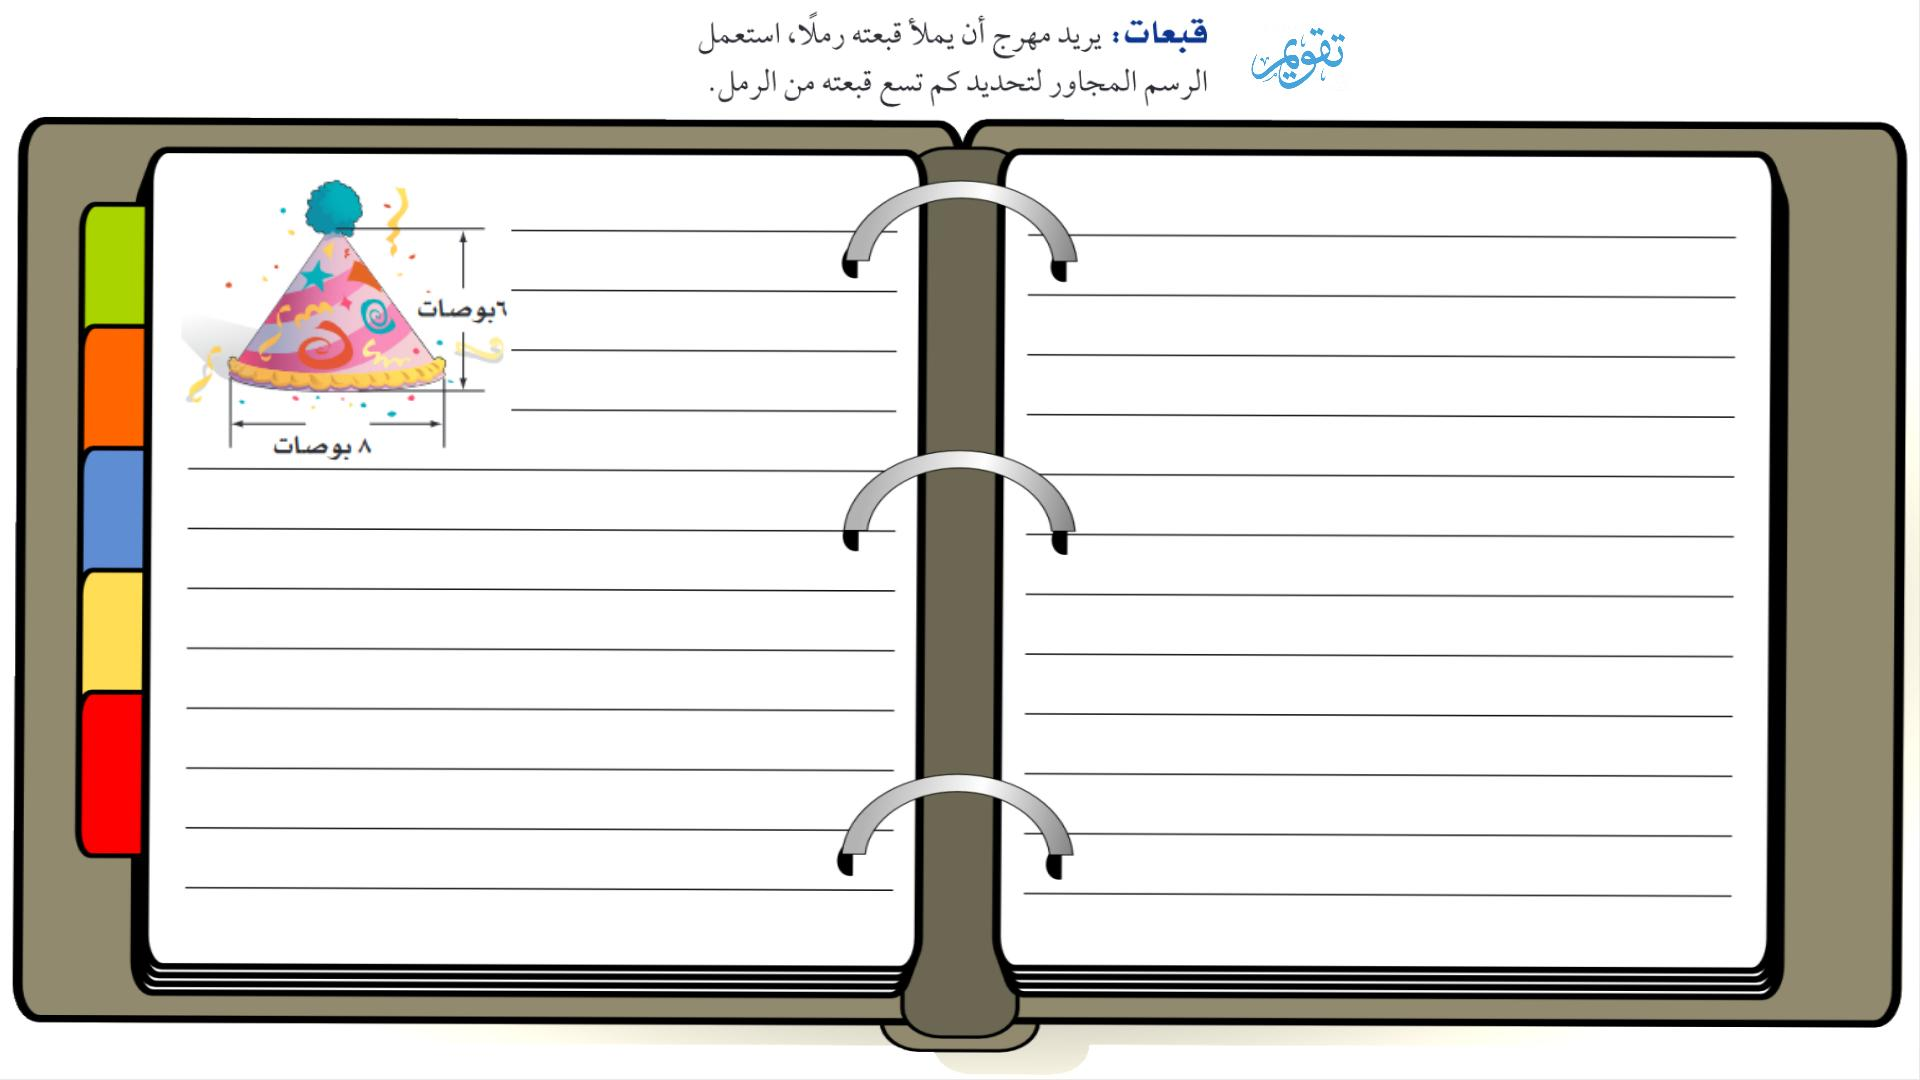 تقويم
قبعات: يريد مهرج أن يملأ قبعته رملًا، استعمل
الرسم المجاور لتحديد كم تسع قبعته من الرمل.
٦بوصات
٨ بوصات